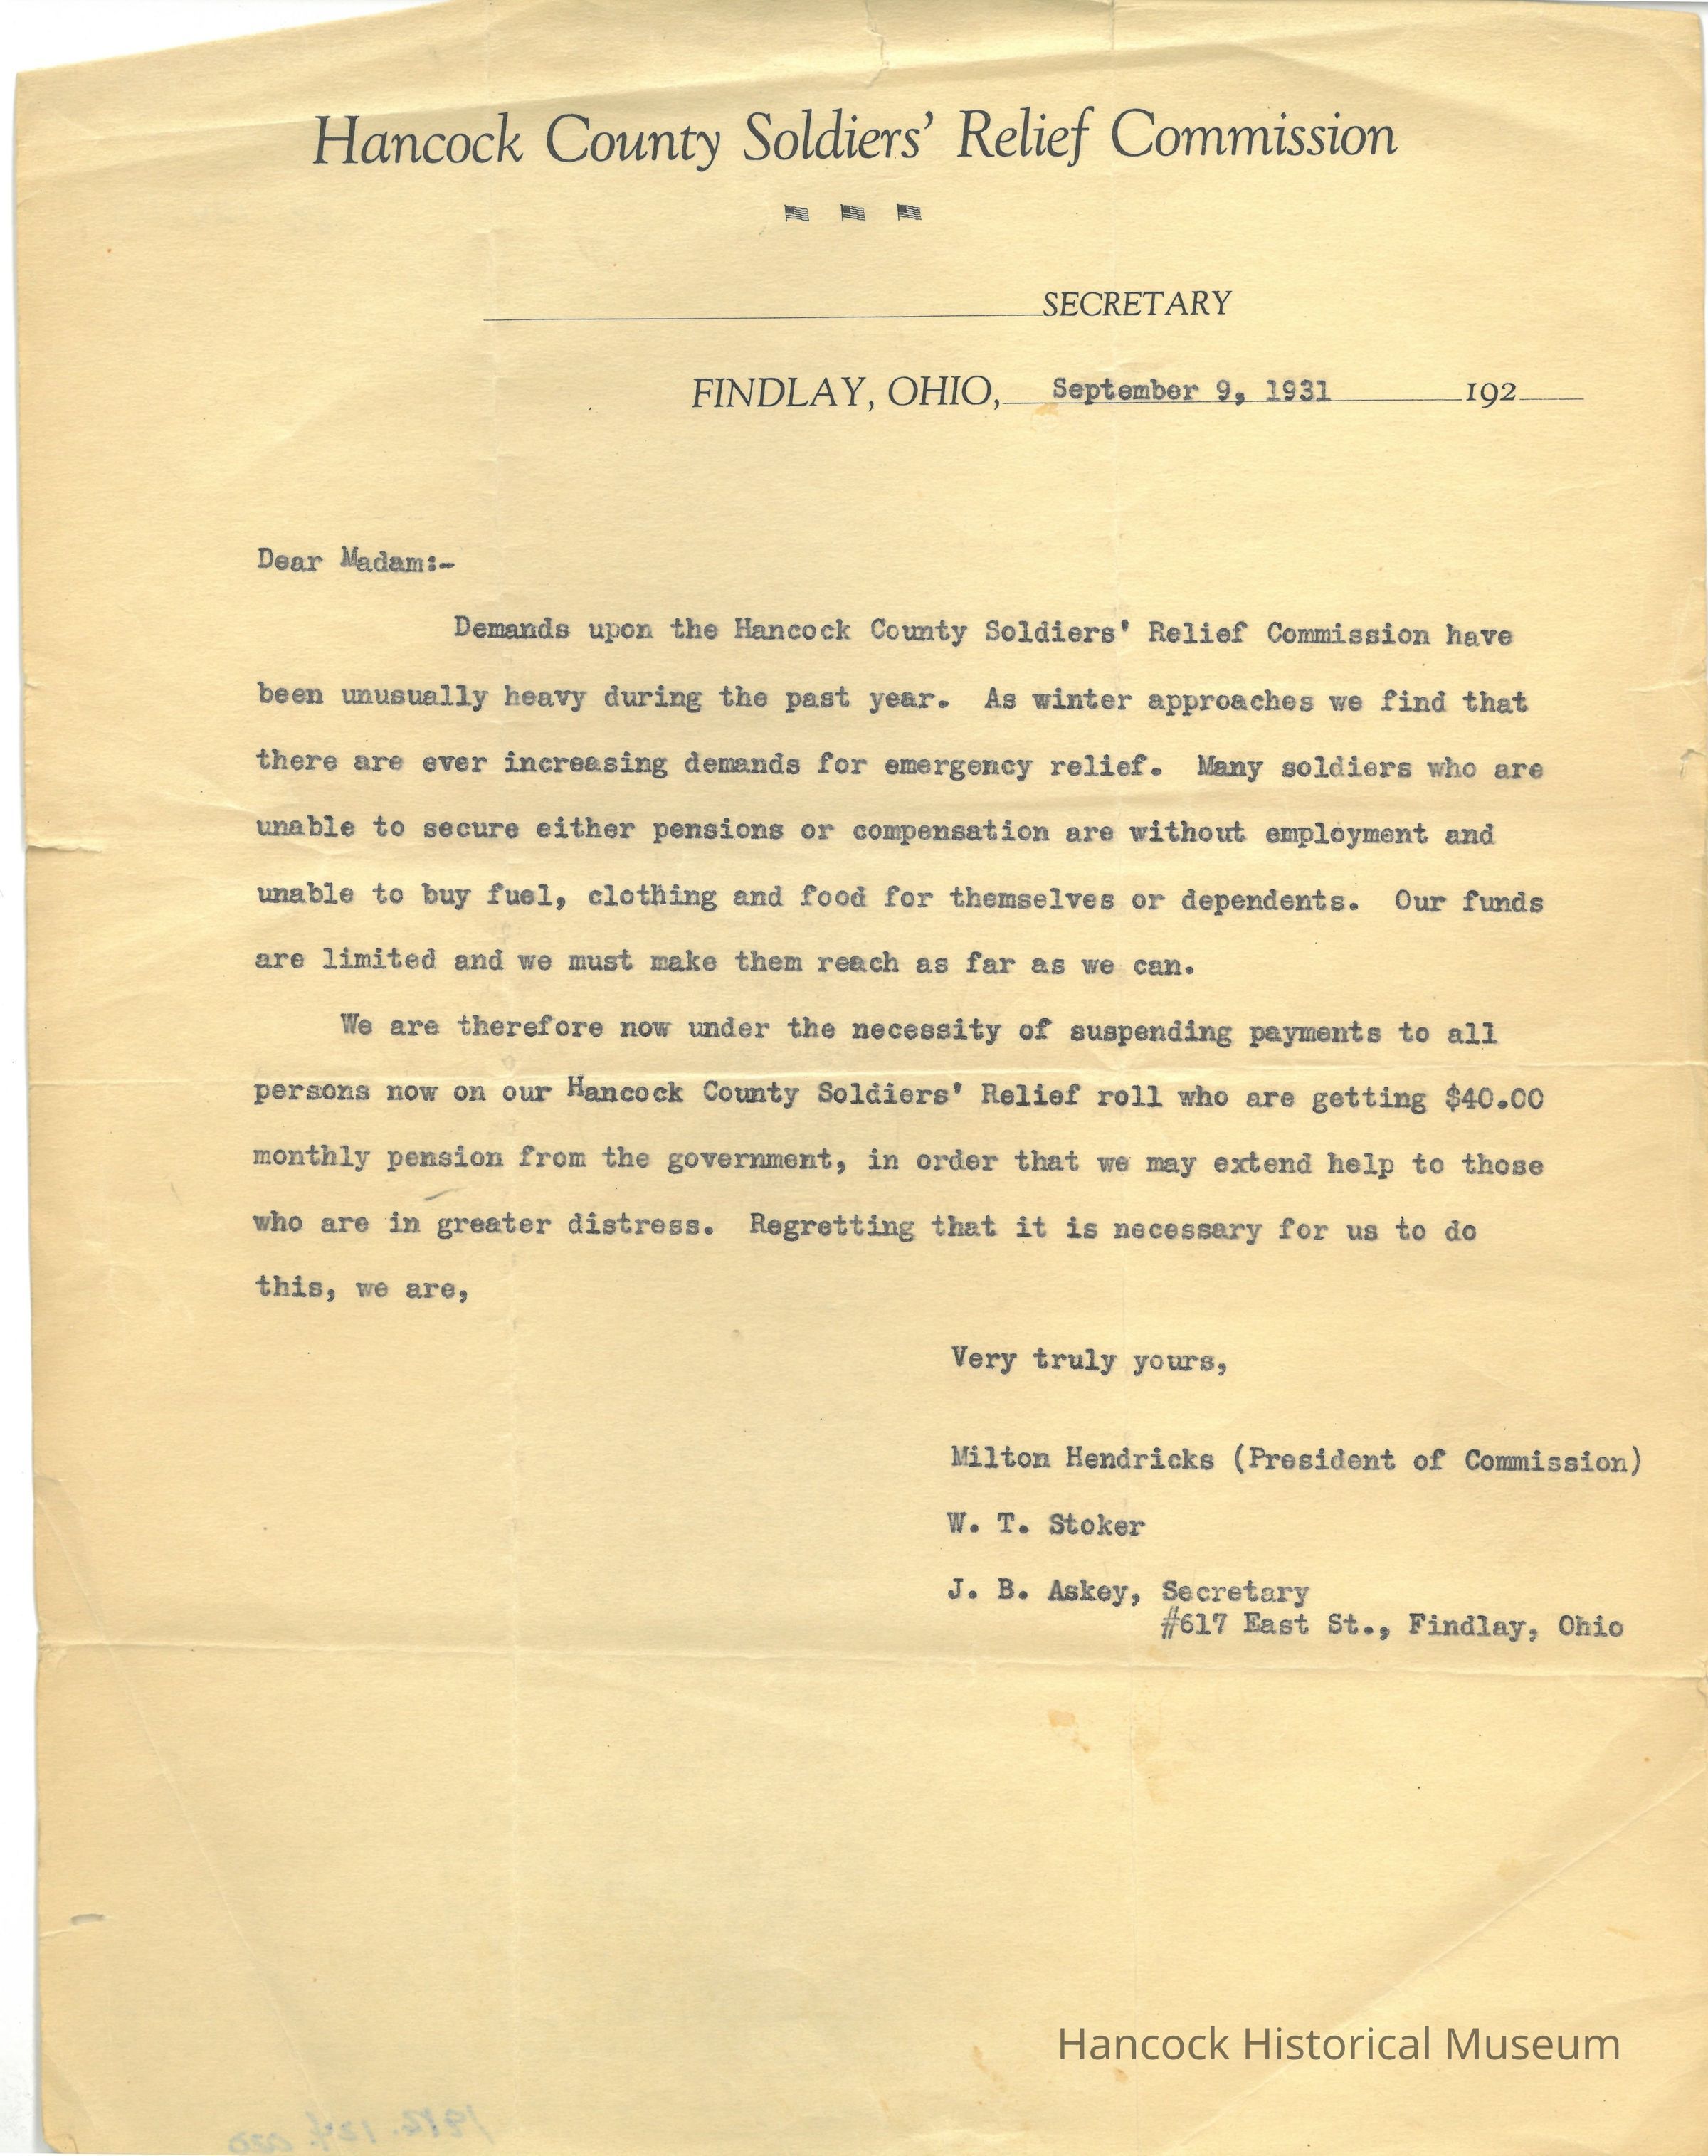 Hancock County Soldiers' Relief Commission
SECRETARY
FINDLAY, OHIO, September 9, 1931 192
Dear Madam:-
Demands upon the Hancock County Soldiers' Relief Commission have
been unusually heavy during the past year. As winter approaches we find that
there are ever increasing demands for emergency relief. Many soldiers who are
unable to secure either pensions or compensation are without employment and
unable to buy fuel, clothing and food for themselves or dependents. Our funds
are limited and we must make them reach as far as we can.
We are therefore now under the necessity of suspending payments to all
persons now on our Hancock County Soldiers' Relief roll who are getting $40.00
monthly pension from the government, in order that we may extend help to those
who are in greater distress. Regretting that it is necessary for us to do
this, we are,
Very truly yours,
Milton Hendricks (President of Commission)
W. T. Stoker
J. B. Askey, Secretary
#617 East St., Findlay, Ohio
Hancock Historical Museum